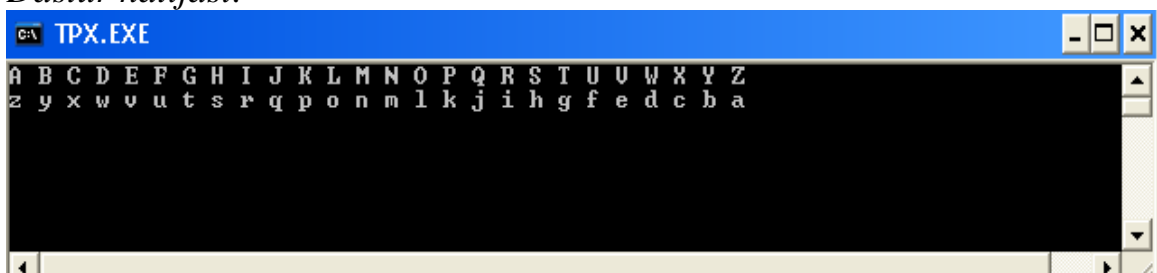 Dastur natijasi:
TPX.EXE
A B C D E F G H I J K L M N O P Q R S T U V W X Y Z
z y x w v u t s r q p o n m l k j i h g f e d c b a